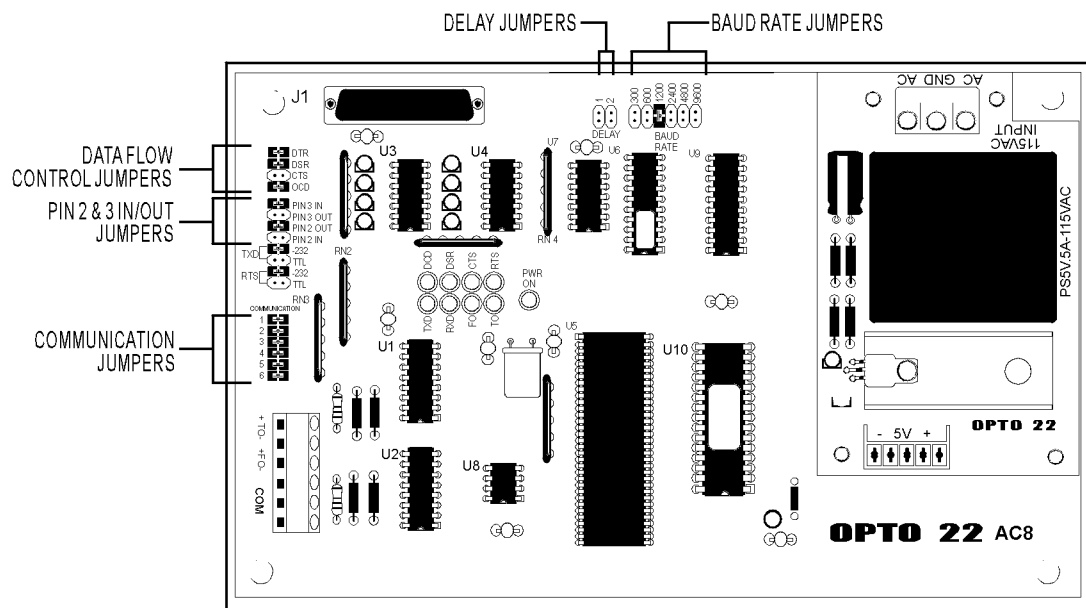 DELAY JUMPERS
BAUD RATE JUMPERS
DATA FLOW
CONTROL JUMPERS
PIN 2 & 3 IN/OUT
JUMPERS
COMMUNICATION
JUMPERS
J1
1
2
DELAY
300
600
1200
2400
4800
9600
BAUD
RATE
AC GND AC
115VAC
INPUT
DTR
DSR
CTS
OCD
PIN 3 IN
PIN 3 OUT
PIN 2 OUT
PIN 2 IN
TXD
-232
TTL
RTS
-232
TTL
COMMUNICATION
1
2
3
4
5
6
U3
U4
U7
U6
U9
RN 4
RN2
RN3
DCD
DSR
CTS
RTS
PWR
ON
TXD
RXD
FO
TO
U1
U5
U10
U2
U8
+ TO-
+FO-
COM
PS5V.5A-115VAC
OPTO 22
- 5V +
OPTO 22 AC8